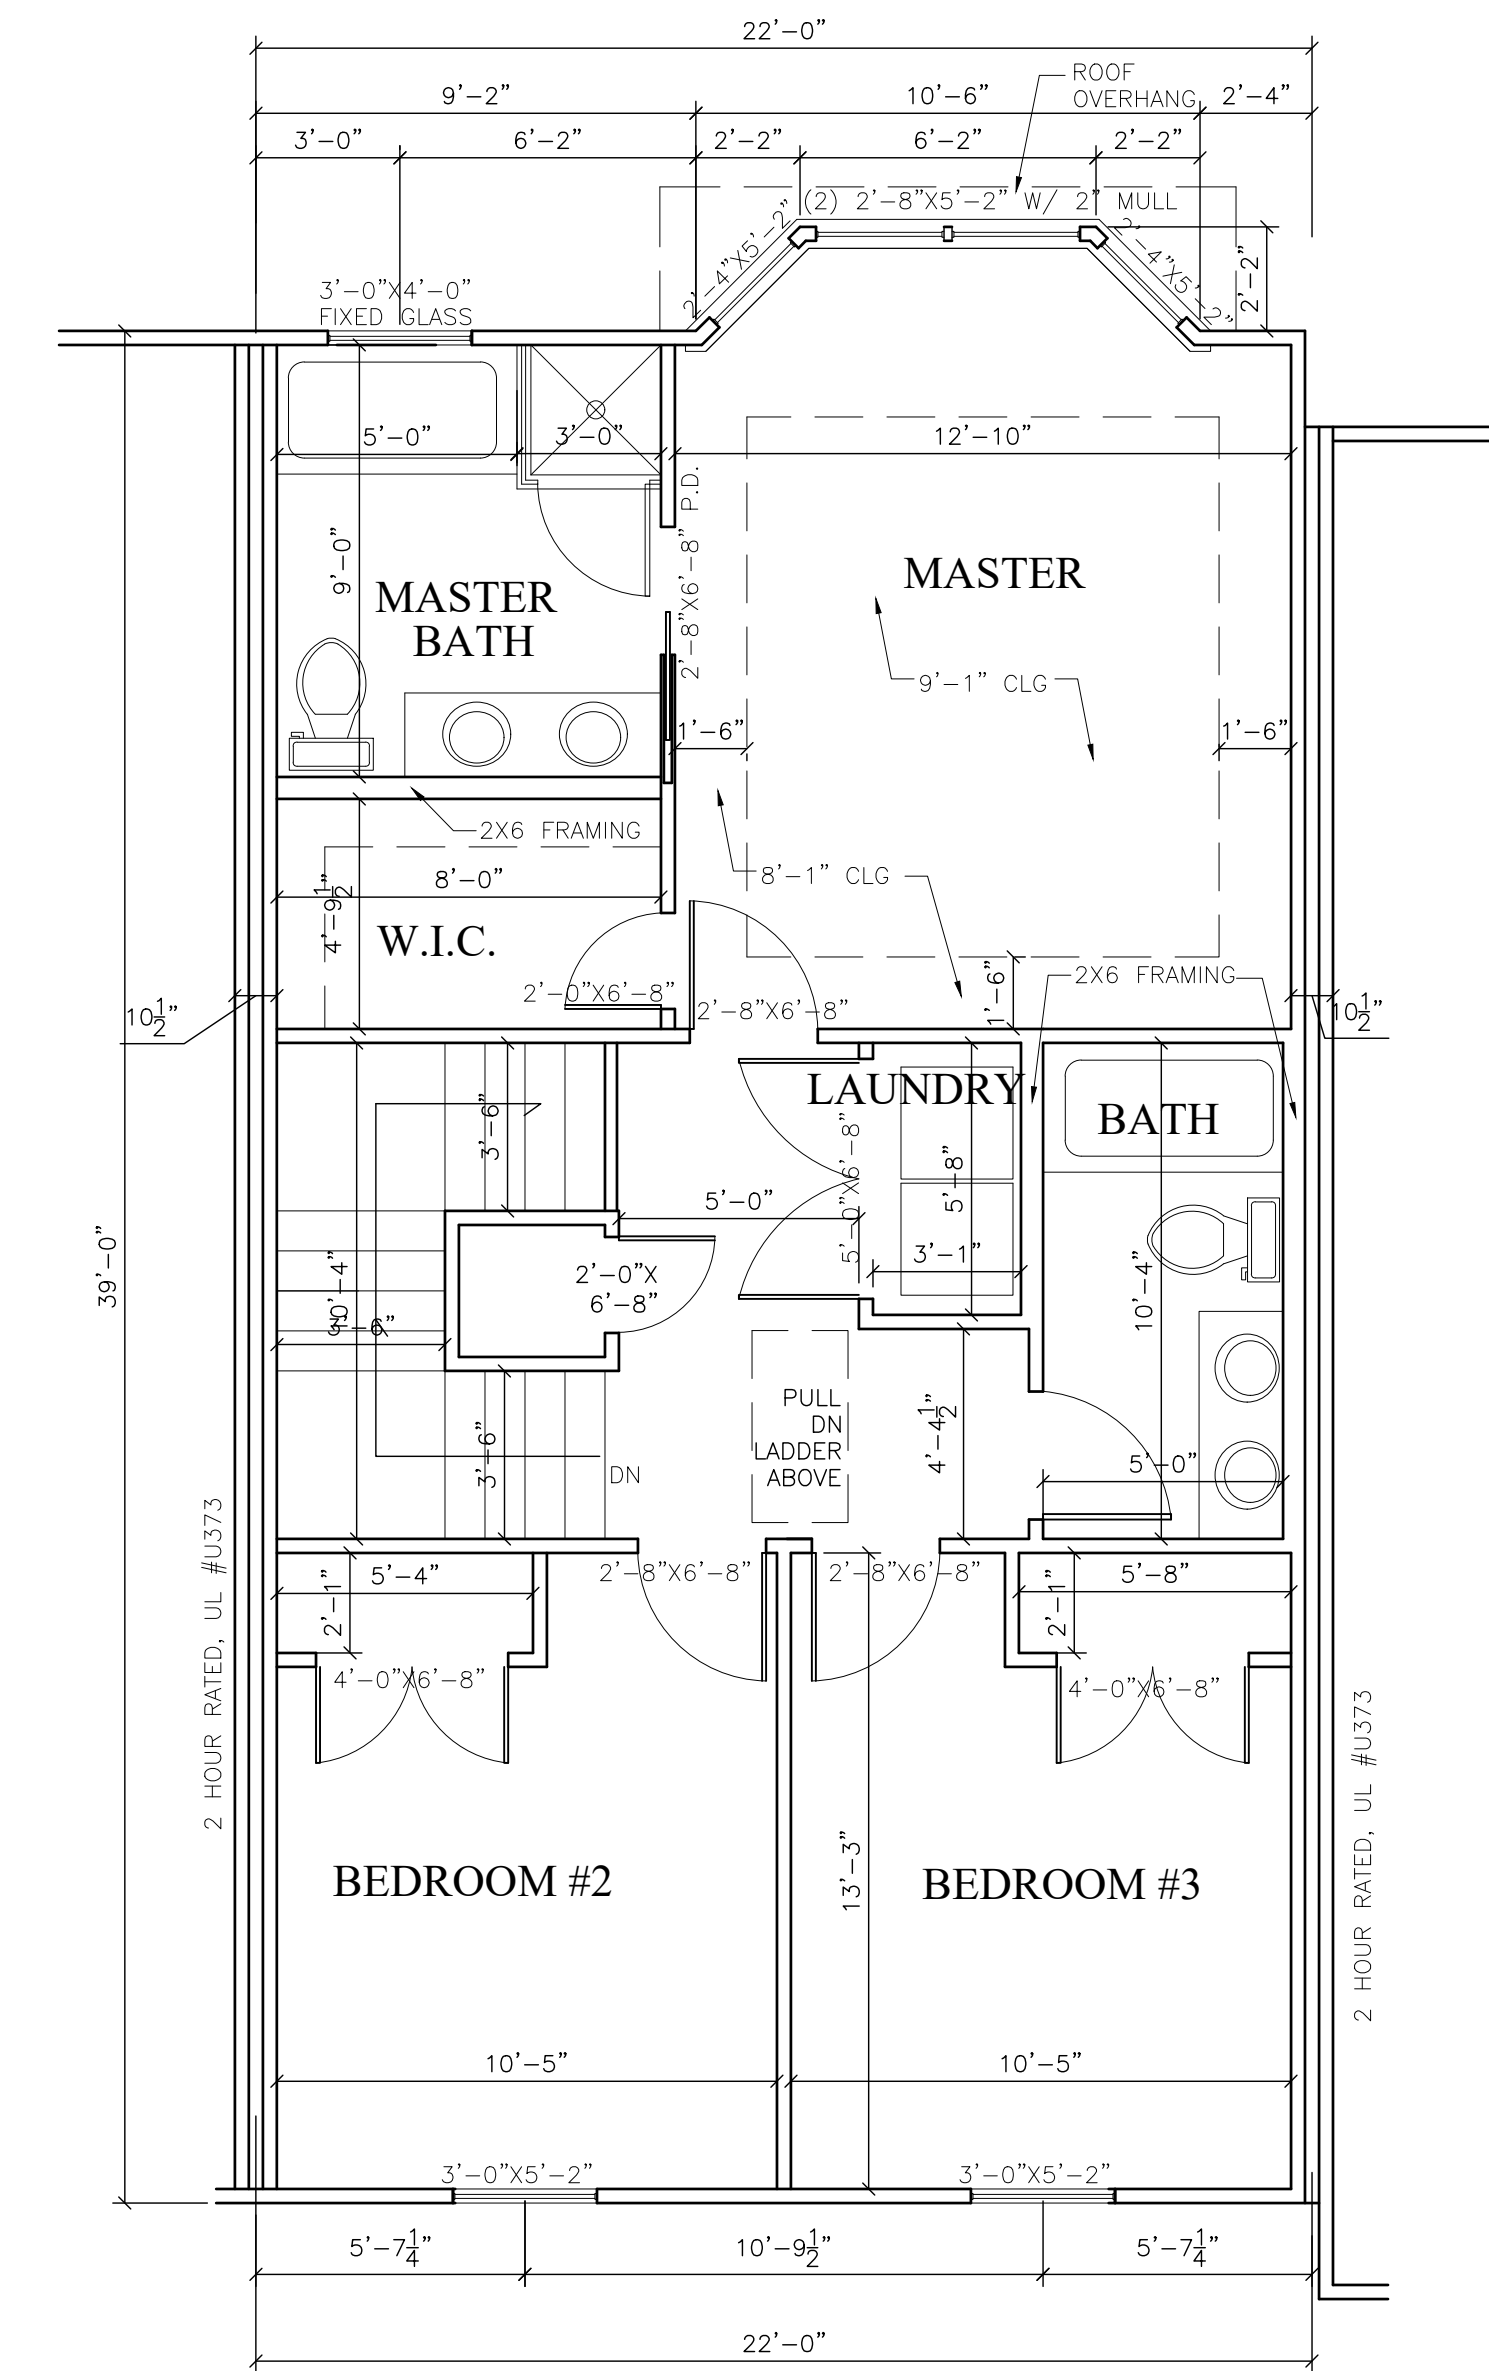 22'-0"
ROOF
OVERHANG
9'-2"
10'-6"
2'-4"
3'-0"
6'-2"
2'-2"
6'-2"
2'-2"
(2) 2'-8"X5'-2" W/ 2" MULL
2'-4"X5'-2"
2'-4"X5'-2"
2'-2"
3'-0"X4'-0"
FIXED GLASS
5'-0"
3'-0"
12'-10"
P.D.
2'-8"X6'-8"
9'-0"
MASTER
BATH
MASTER
9'-1" CLG
1'-6"
1'-6"
2X6 FRAMING
8'-1" CLG
8'-0"
4'-9 1/2"
W.I.C.
2'-0"X6'-8"
2'-8"X6'-8"
1'-6"
2X6 FRAMING
10 1/2"
10 1/2"
LAUNDRY
BATH
3'-6"
5'-0"X6'-8"
5'-8"
5'-0"
3'-1"
39'-0"
10'-4"
3'-6"
2'-0"X
6'-8"
10'-4"
PULL
DN
LADDER
ABOVE
4'-4 1/2"
3'-6"
DN
5'-0"
2 HOUR RATED, UL #U373
2'-8"X6'-8"
2'-8"X6'-8"
5'-4"
5'-8"
2'-1"
2'-1"
4'-0"X6'-8"
4'-0"X6'-8"
2 HOUR RATED, UL #U373
13'-3"
BEDROOM #2
BEDROOM #3
10'-5"
10'-5"
3'-0"X5'-2"
3'-0"X5'-2"
5'-7 1/4"
10'-9 1/2"
5'-7 1/4"
22'-0"